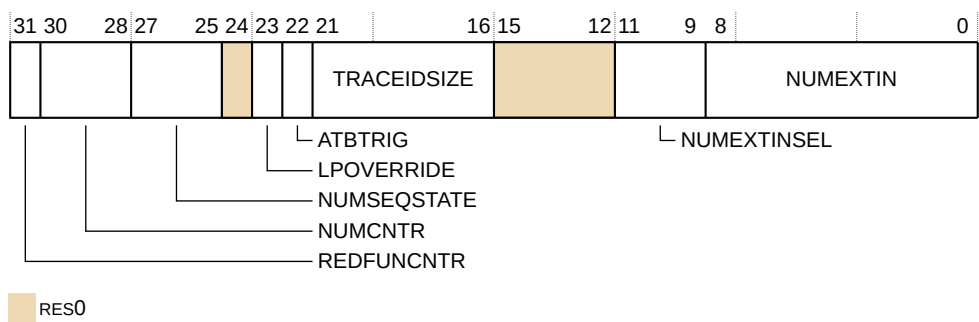 31 30 28 27 25 24 23 22 21 16 15 12 11 9 8 0
TRACEIDSIZE NUMEXTIN
ATBTRIG NUMEXTINSEL
LPOVERRIDE
NUMSEQSTATE
NUMCNTR
REDFUNCNTR
RES0